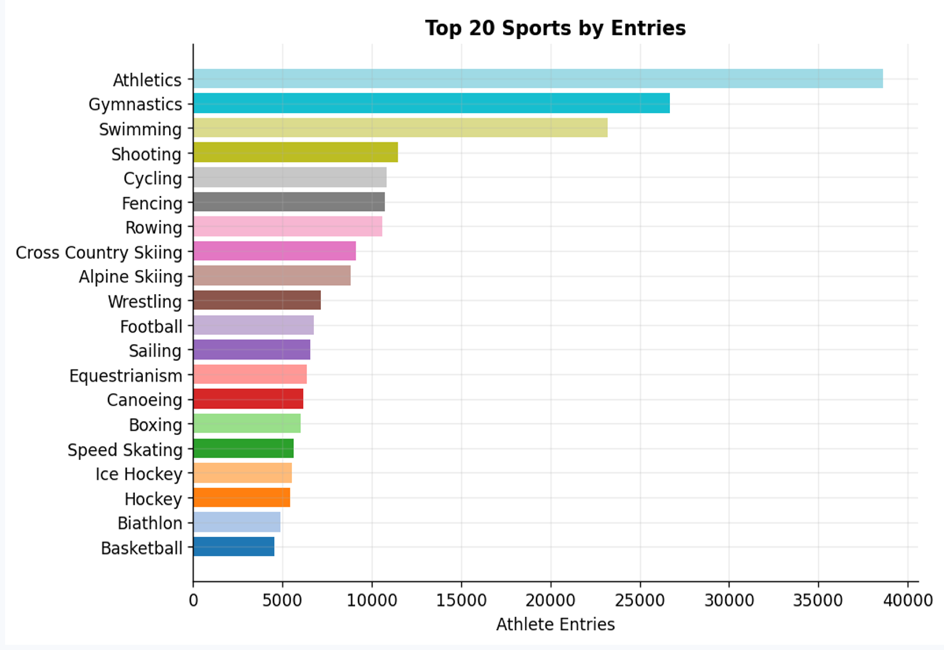 Top 20 Sports by Entries
Athletics
Gymnastics
Swimming
Shooting
Cycling
Fencing
Rowing
Cross Country Skiing
Alpine Skiing
Wrestling
Football
Sailing
Equestrianism
Canoeing
Boxing
Speed Skating
Ice Hockey
Hockey
Biathlon
Basketball
0 5000 10000 15000 20000 25000 30000 35000 40000
Athlete Entries